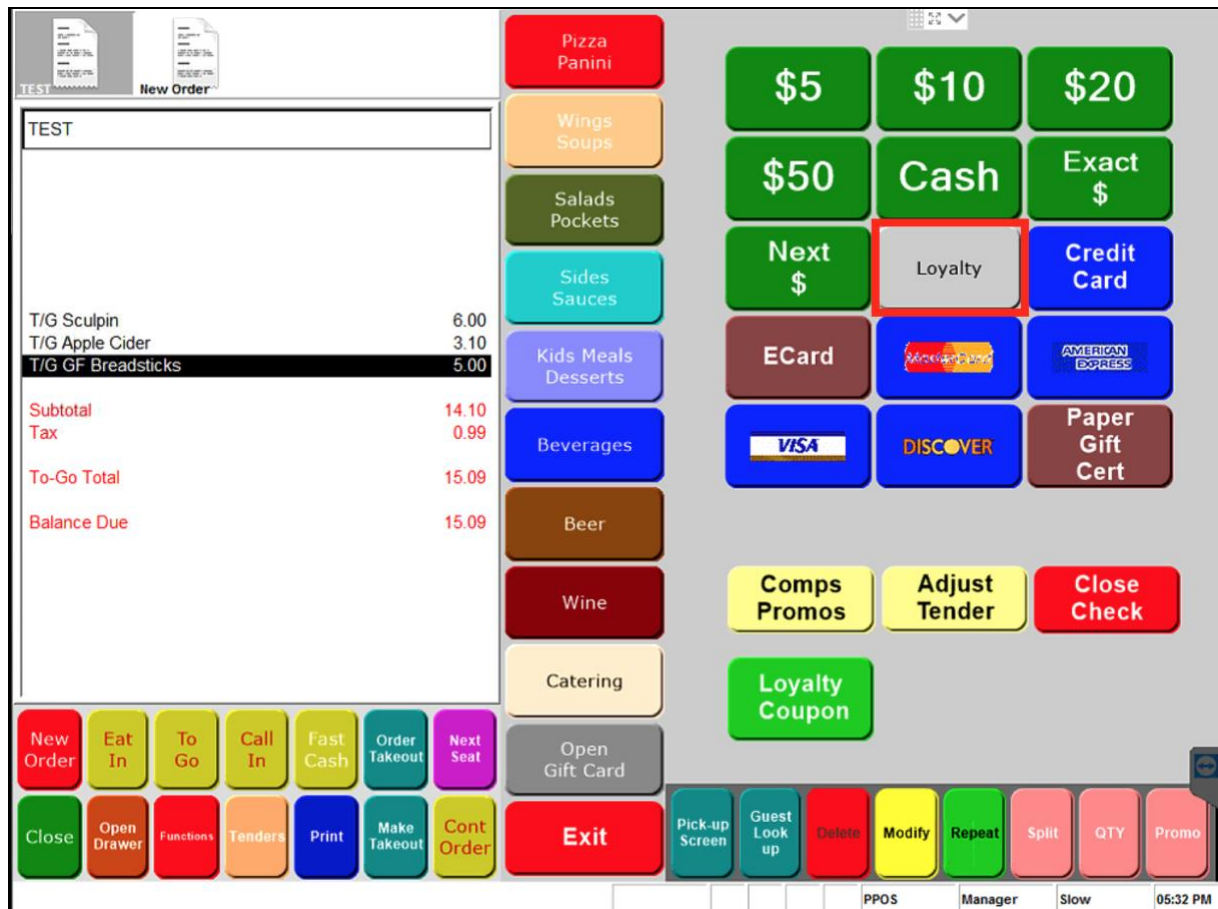 TEST
New Order
TEST
T/G Sculpin 6.00
T/G Apple Cider 3.10
T/G GF Breadsticks 5.00
Subtotal 14.10
Tax 0.99
To-Go Total 15.09
Balance Due 15.09
New
Order
Eat
In
To
Go
Call
In
Fast
Cash
Order
Takeout
Next
Seat
Close
Open
Drawer
Functions
Tenders
Print
Make
Takeout
Cont
Order
Pizza
Panini
Wings
Soups
Salads
Pockets
Sides
Sauces
Kids Meals
Desserts
Beverages
Beer
Wine
Catering
Open
Gift Card
Exit
$5
$10
$20
$50
Cash
Exact
$
Next
$
Loyalty
Credit
Card
ECard
MasterCard
AMERICAN
EXPRESS
VISA
DISCOVER
Paper
Gift
Cert
Comps
Promos
Adjust
Tender
Close
Check
Loyalty
Coupon
Pick-up
Screen
Guest
Look
up
Delete
Modify
Repeat
Split
QTY
Promo
PPOS
Manager
Slow
05:32 PM